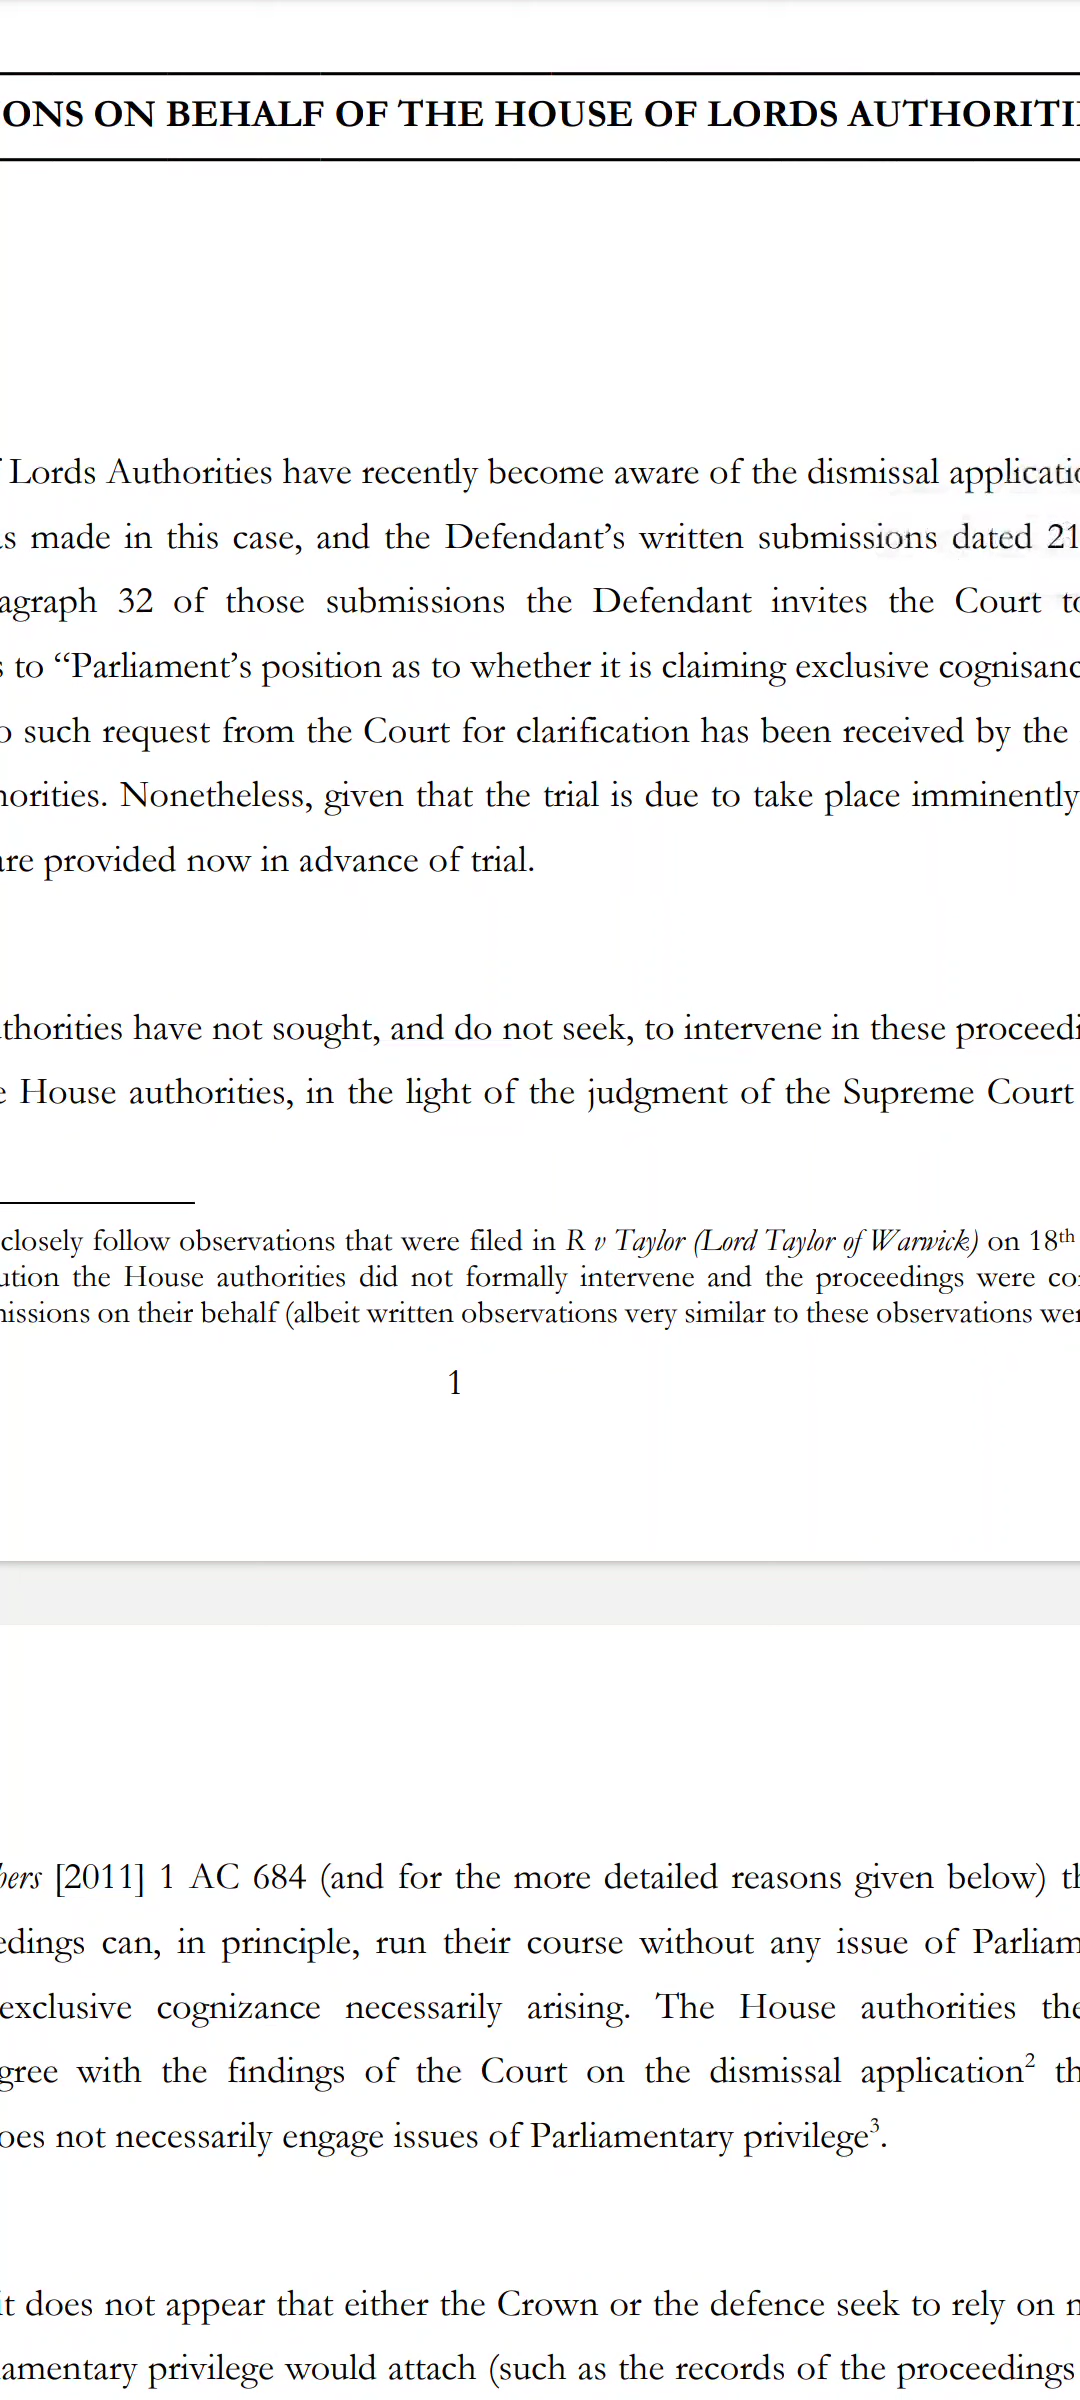 ONS ON BEHALF OF THE HOUSE OF LORDS AUTHORITI
Lords Authorities have recently become aware of the dismissal applicatio
s made in this case, and the Defendant’s written submissions dated 21
agraph 32 of those submissions the Defendant invites the Court to
s to “Parliament’s position as to whether it is claiming exclusive cognisanc
o such request from the Court for clarification has been received by the
horities. Nonetheless, given that the trial is due to take place imminently
are provided now in advance of trial.
thorities have not sought, and do not seek, to intervene in these proceedi
e House authorities, in the light of the judgment of the Supreme Court
closely follow observations that were filed in R v Taylor (Lord Taylor of Warwick) on 18th
ution the House authorities did not formally intervene and the proceedings were co
missions on their behalf (albeit written observations very similar to these observations wer
1
bers [2011] 1 AC 684 (and for the more detailed reasons given below) th
edings can, in principle, run their course without any issue of Parliam
exclusive cognizance necessarily arising. The House authorities the
gree with the findings of the Court on the dismissal application2 th
oes not necessarily engage issues of Parliamentary privilege3.
it does not appear that either the Crown or the defence seek to rely on n
iamentary privilege would attach (such as the records of the proceedings